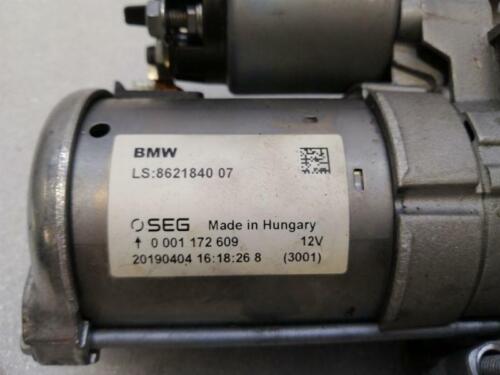 BMW
LS:8621840 07
SEG Made in Hungary
0 001 172 609 12V
20190404 16:18:26 8 (3001)